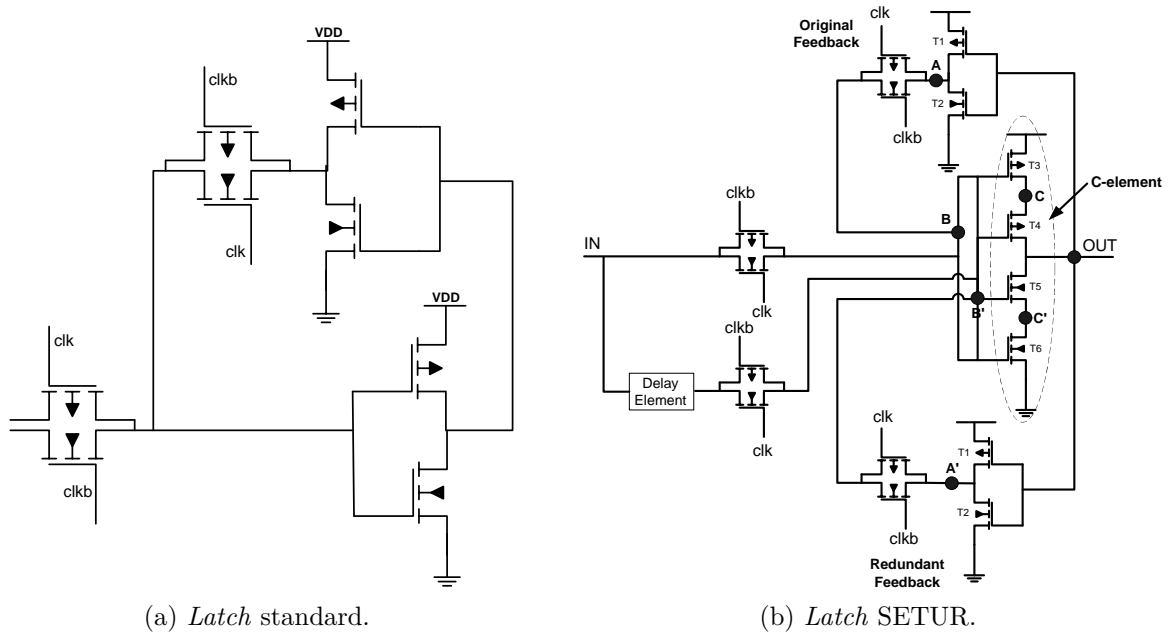 VDD
clkb
clk
VDD
clk
clkb
(a) Latch standard.
clk
Original
Feedback
T1
A
T2
clkb
T3
C
C-element
clkb
B
T4
IN
OUT
T5
clk
B'
C'
clkb
T6
Delay
Element
clk
clk
T1
A'
T2
clkb
Redundant
Feedback
(b) Latch SETUR.